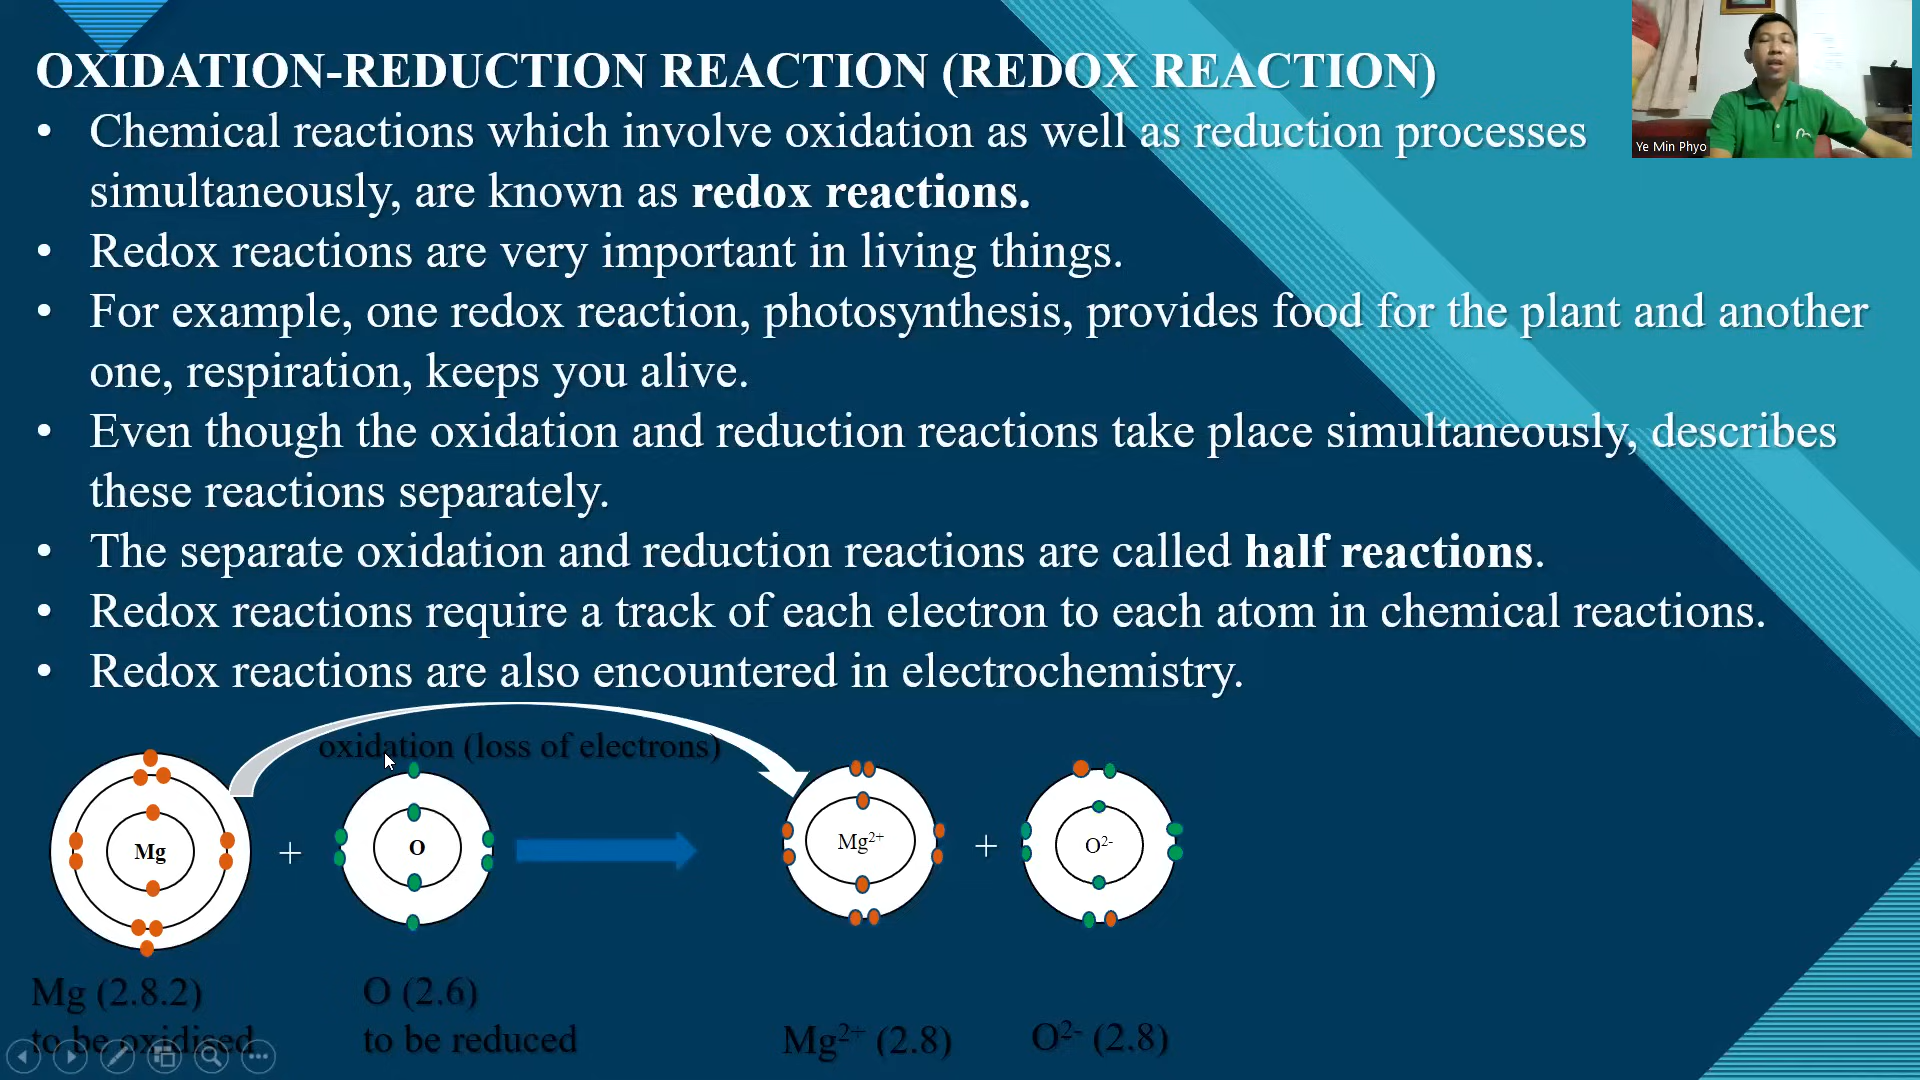 OXIDATION-REDUCTION REACTION (REDOX REACTION)
• Chemical reactions which involve oxidation as well as reduction processes
simultaneously, are known as redox reactions.
• Redox reactions are very important in living things.
• For example, one redox reaction, photosynthesis, provides food for the plant and another
one, respiration, keeps you alive.
• Even though the oxidation and reduction reactions take place simultaneously, describes
these reactions separately.
• The separate oxidation and reduction reactions are called half reactions.
• Redox reactions require a track of each electron to each atom in chemical reactions.
• Redox reactions are also encountered in electrochemistry.
Ye Min Phyo
oxidation (loss of electrons)
Mg + O Mg²⁺ + O²⁻
Mg (2.8.2) O (2.6)
to be oxidised to be reduced Mg²⁺ (2.8) O²⁻ (2.8)